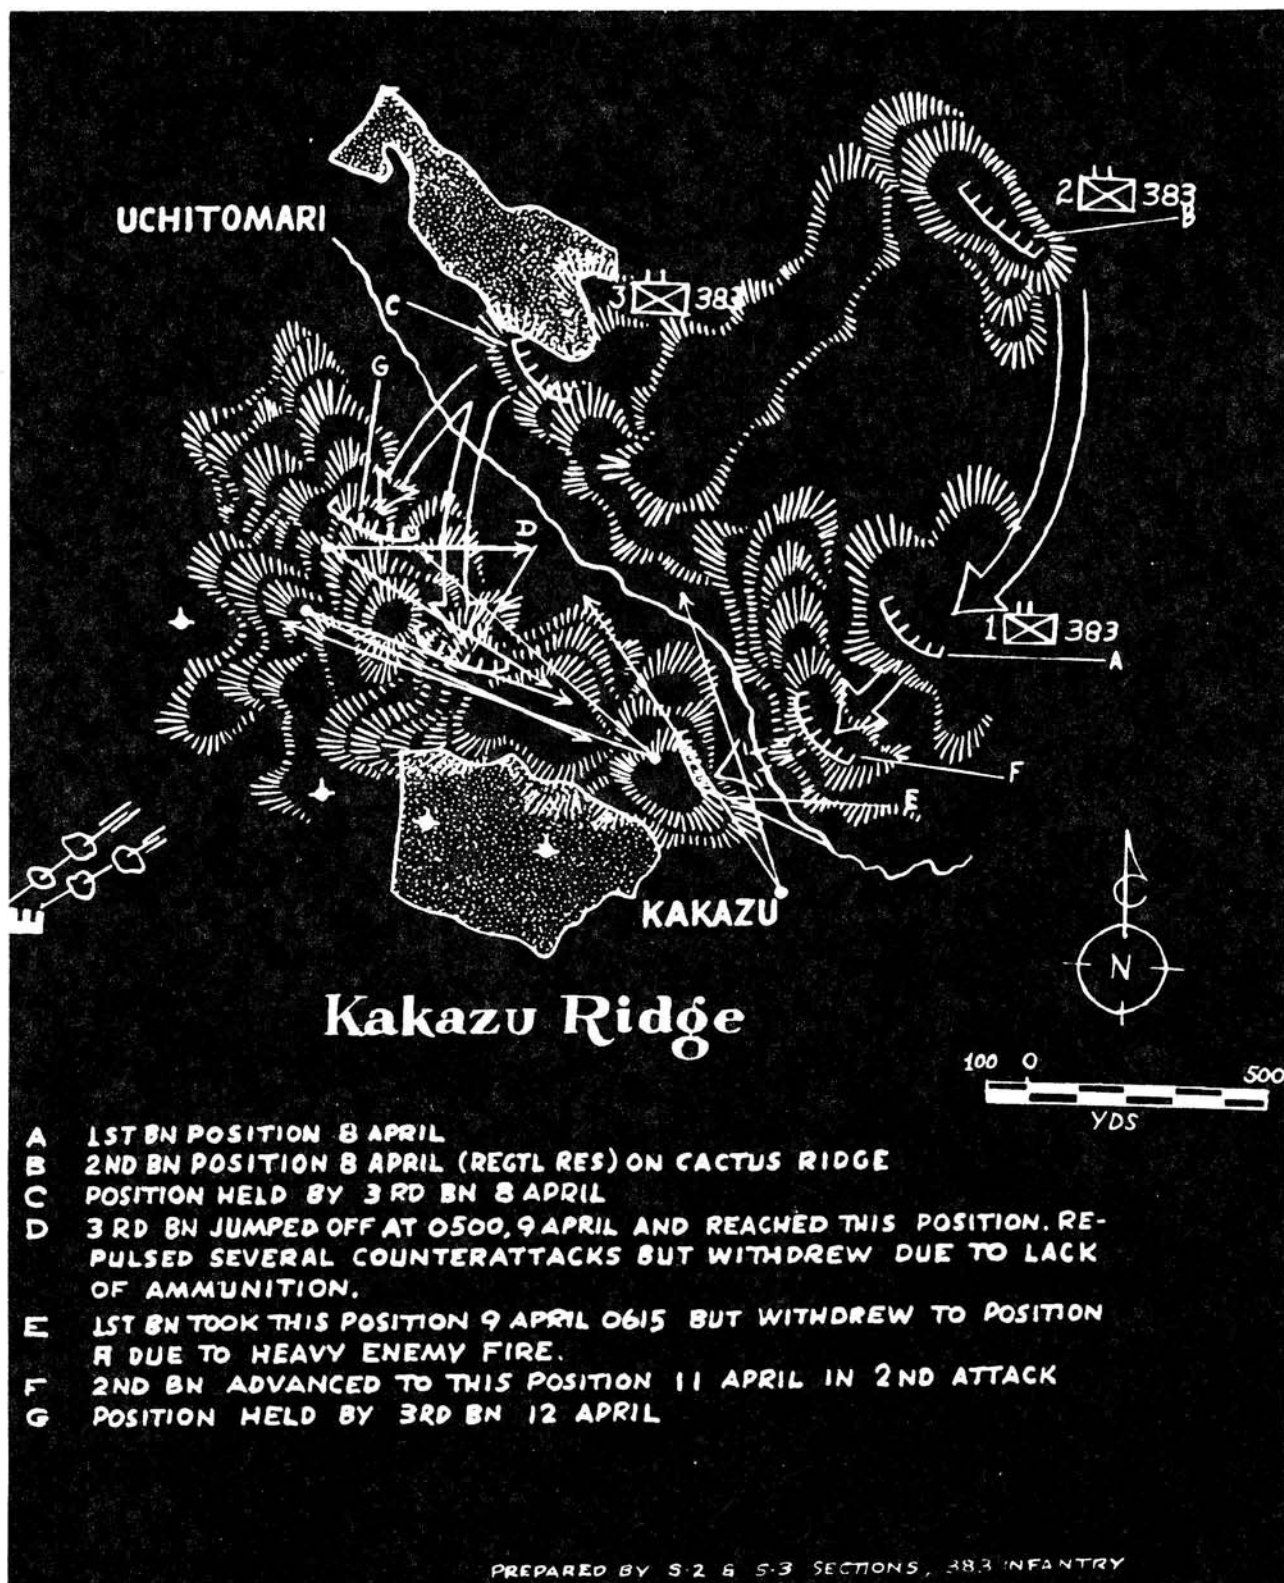 2 383
B
UCHITOMARI
3 383
C
G
D
1 383
A
F
E
KAKAZU
N
Kakazu Ridge
100 0 500
YDS
A 1ST BN POSITION 8 APRIL
B 2ND BN POSITION 8 APRIL (REGTL RES) ON CACTUS RIDGE
C POSITION HELD BY 3RD BN 8 APRIL
D 3RD BN JUMPED OFF AT 0500, 9 APRIL AND REACHED THIS POSITION. RE-
PULSED SEVERAL COUNTERATTACKS BUT WITHDREW DUE TO LACK
OF AMMUNITION.
E 1ST BN TOOK THIS POSITION 9 APRIL 0615 BUT WITHDREW TO POSITION
A DUE TO HEAVY ENEMY FIRE.
F 2ND BN ADVANCED TO THIS POSITION 11 APRIL IN 2ND ATTACK
G POSITION HELD BY 3RD BN 12 APRIL
PREPARED BY S-2 & S-3 SECTIONS, 383 INFANTRY